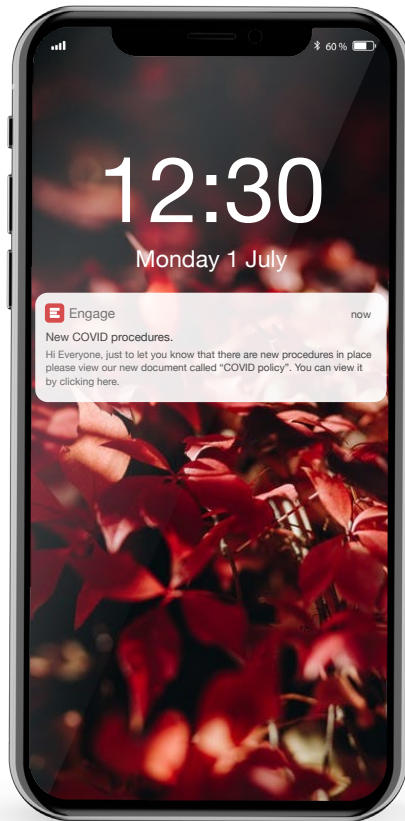 60 %
12:30
Monday 1 July
Engage now
New COVID procedures.
Hi Everyone, just to let you know that there are new procedures in place
please view our new document called “COVID policy”. You can view it
by clicking here.